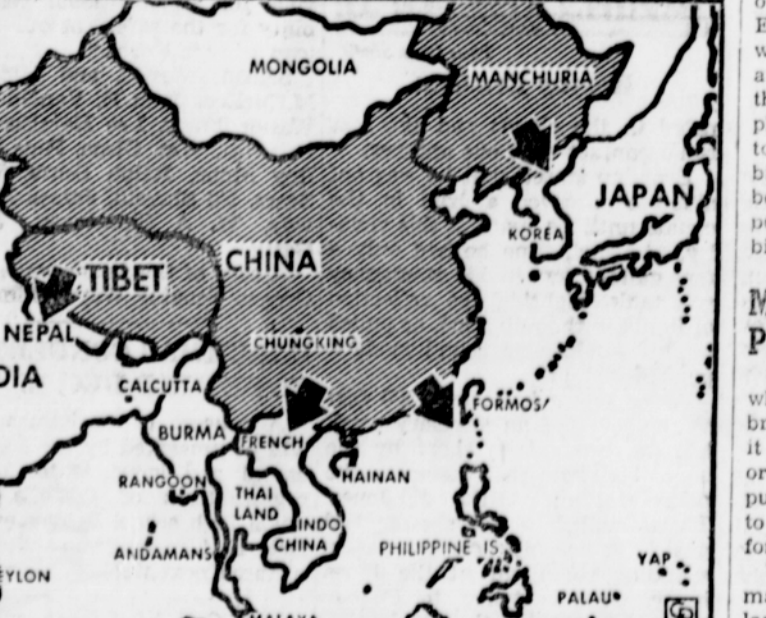 MONGOLIA
MANCHURIA
JAPAN
KOREA
CHINA
TIBET
NEPAL
CHUNGKING
DIA
CALCUTTA
FORMOS
BURMA
FRENCH
HAINAN
RANGOON
THAI
LAND
INDO
CHINA
ANDAMANS
PHILIPPINE IS.
YAP
EYLON
PALAU
MALAYA